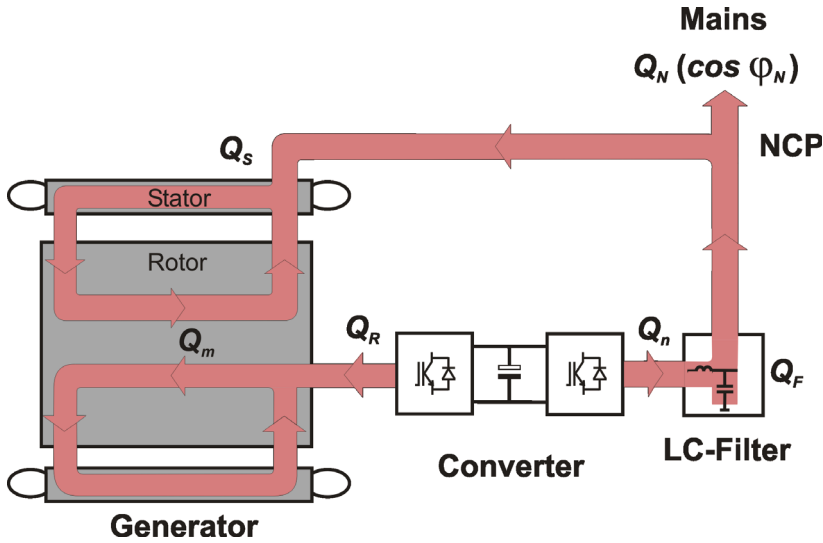 Mains
Q_N (cos φ_N)
NCP
Q_S
Stator
Rotor
Q_m
Q_R
Q_n
Q_F
Converter
LC-Filter
Generator